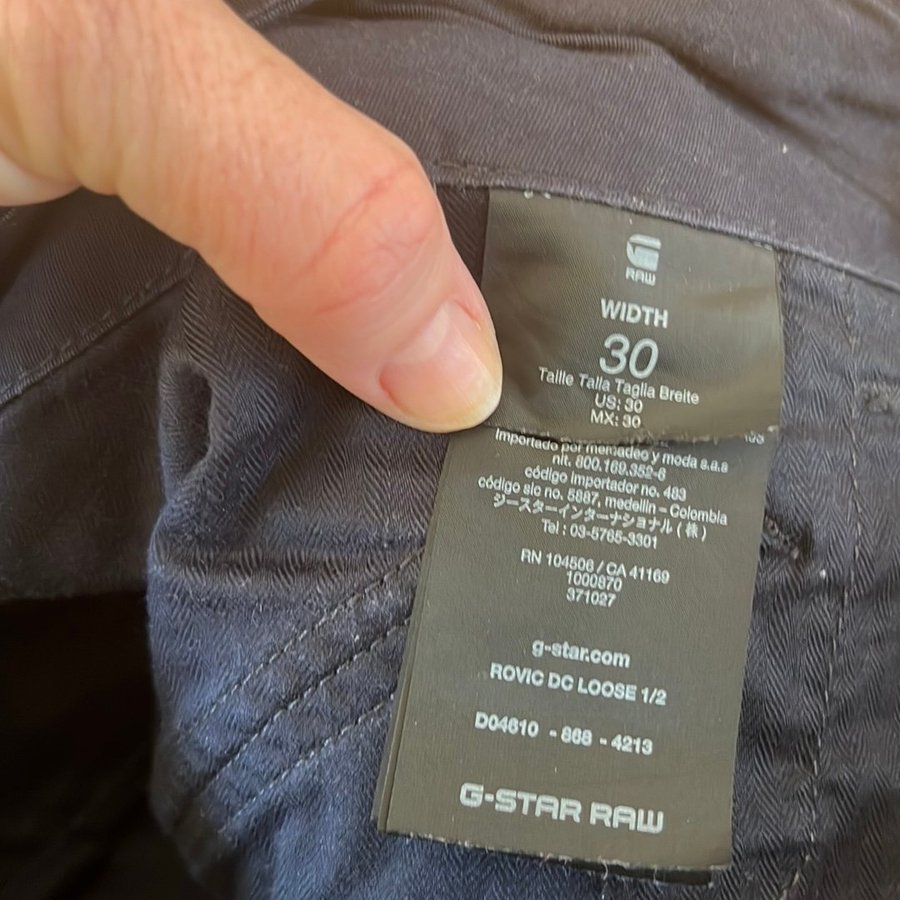 RAW
WIDTH
30
Taille Talla Taglia Breite
US: 30
MX: 30
Importado por mercadeo y moda s.a.s
nit. 800.169.352-6
código importador no. 483
código sic no. 5887, medellin - Colombia
ジースターインターナショナル(株)
Tel : 03-5765-3301
RN 104506 / CA 41169
1000870
371027
g-star.com
ROVIC DC LOOSE 1/2
D04610 - 868 - 4213
G-STAR RAW